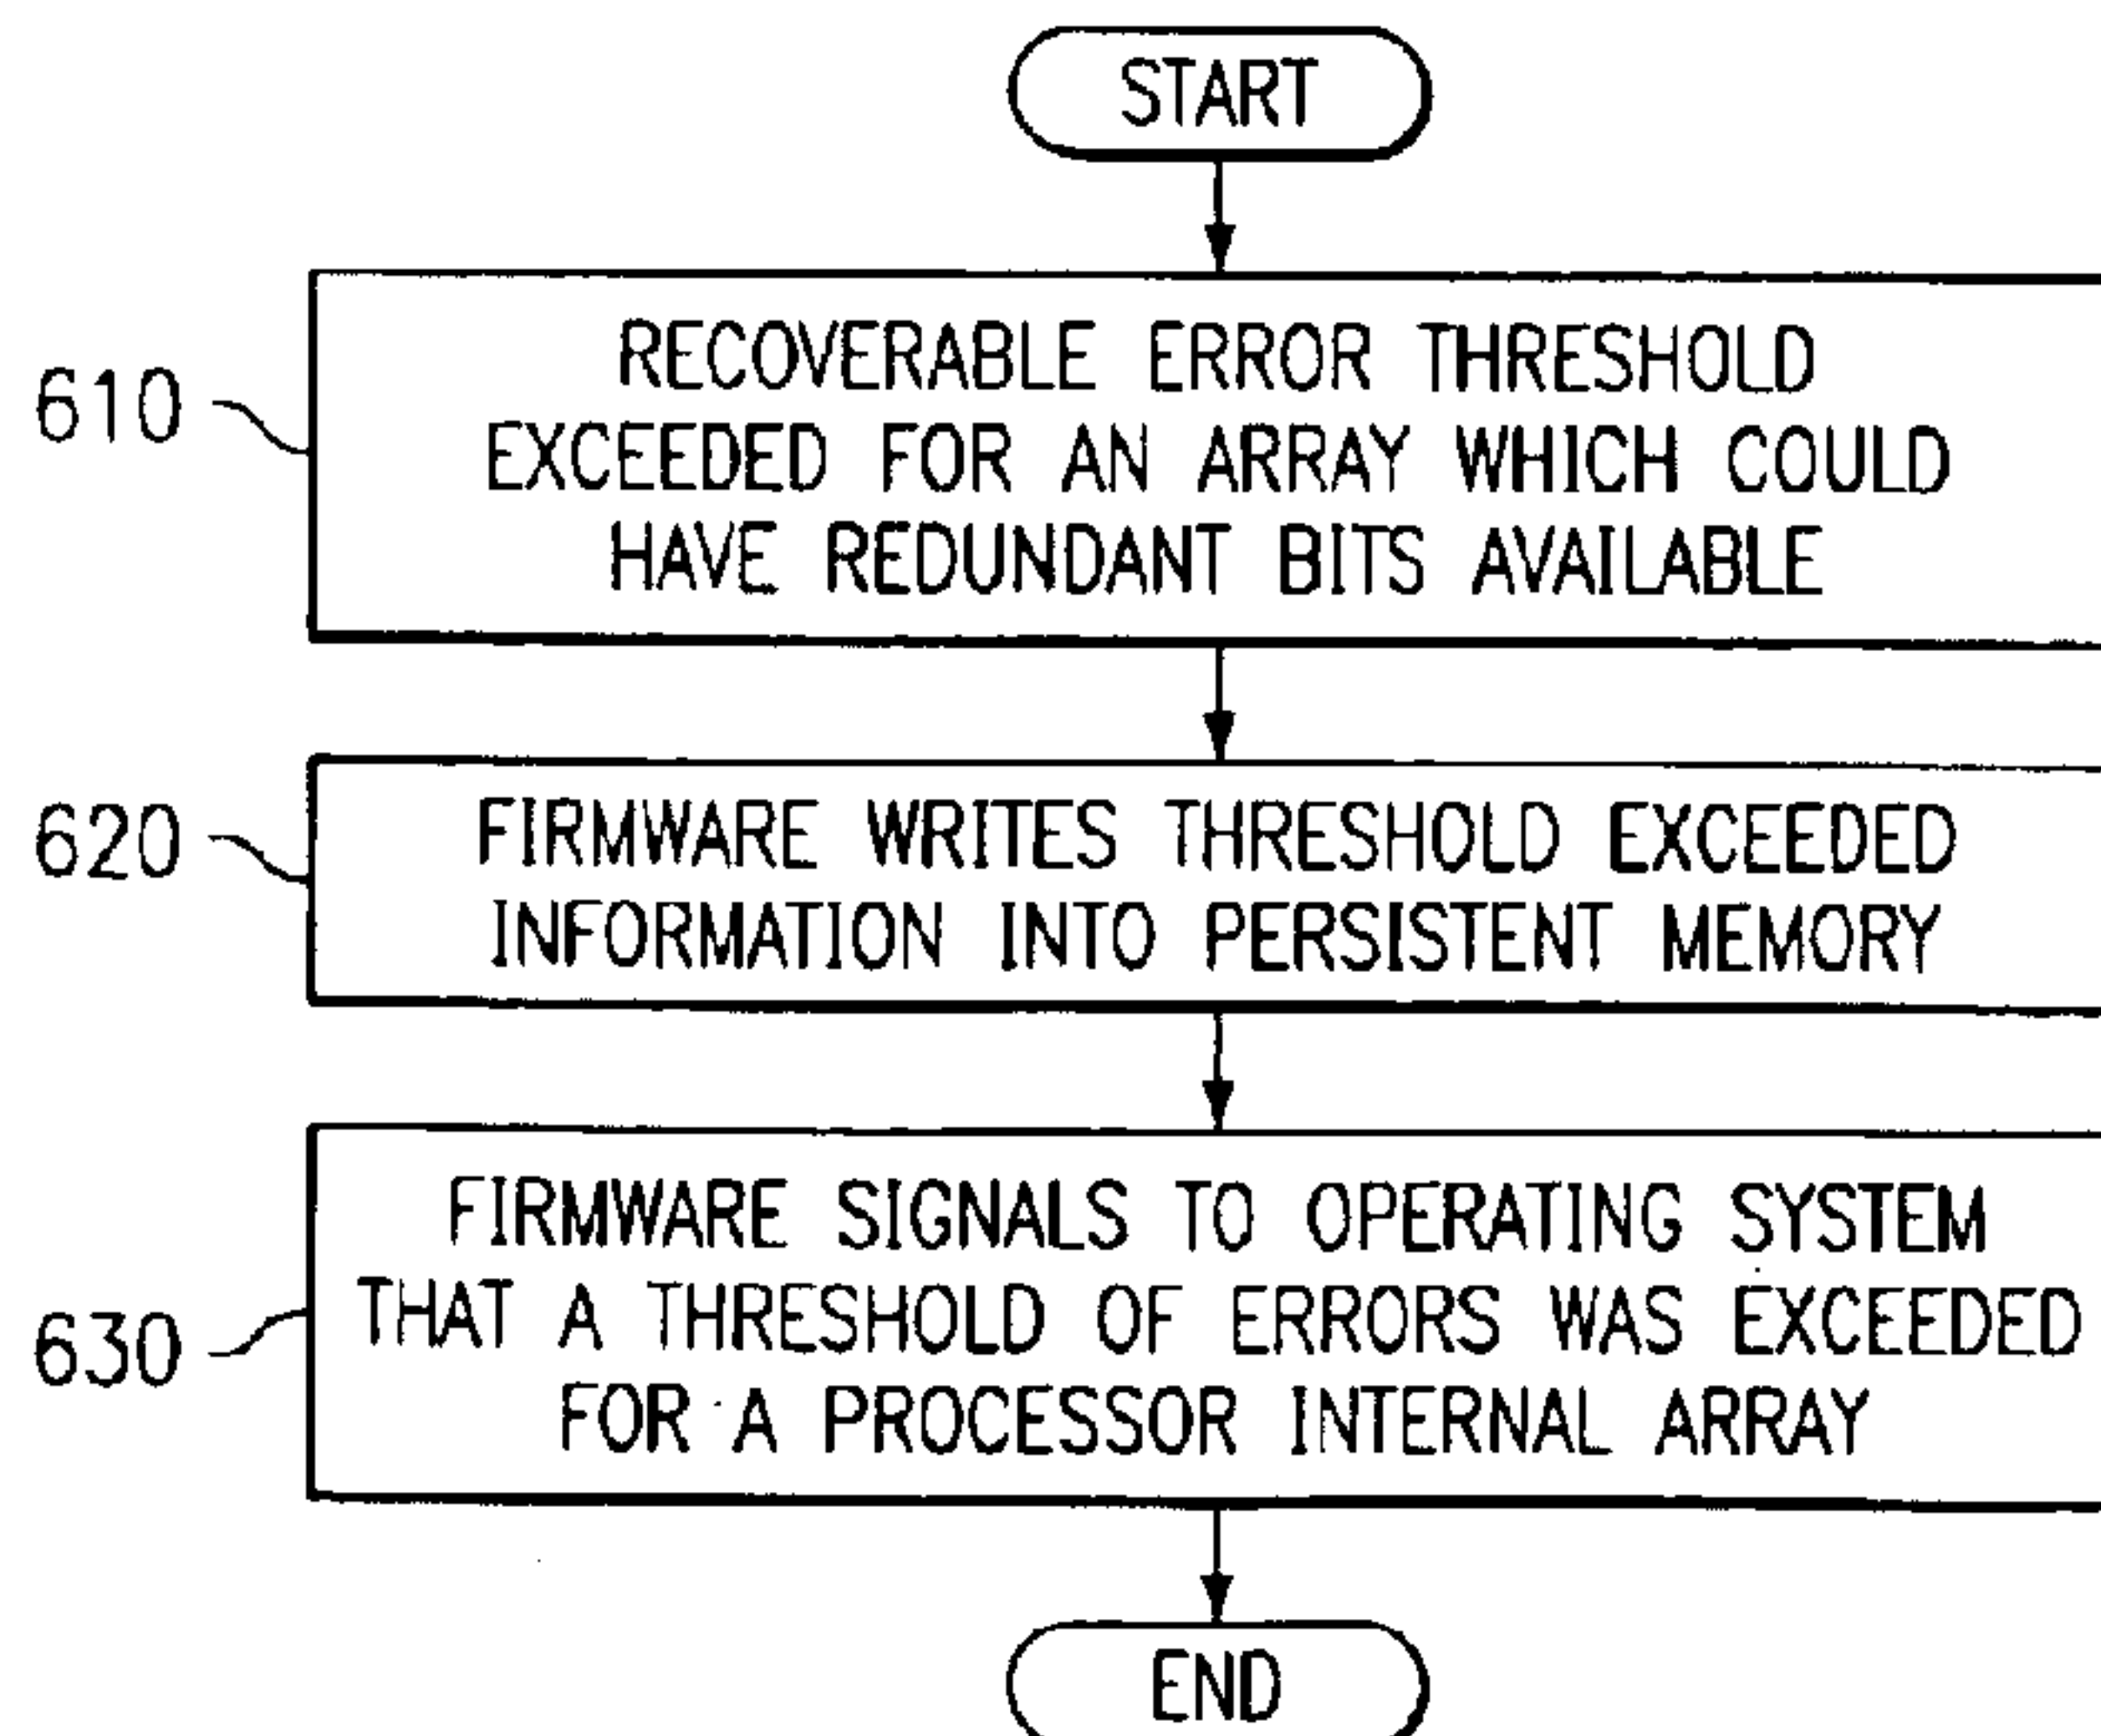 START
610
RECOVERABLE ERROR THRESHOLD
EXCEEDED FOR AN ARRAY WHICH COULD
HAVE REDUNDANT BITS AVAILABLE
620
FIRMWARE WRITES THRESHOLD EXCEEDED
INFORMATION INTO PERSISTENT MEMORY
630
FIRMWARE SIGNALS TO OPERATING SYSTEM
THAT A THRESHOLD OF ERRORS WAS EXCEEDED
FOR A PROCESSOR INTERNAL ARRAY
END